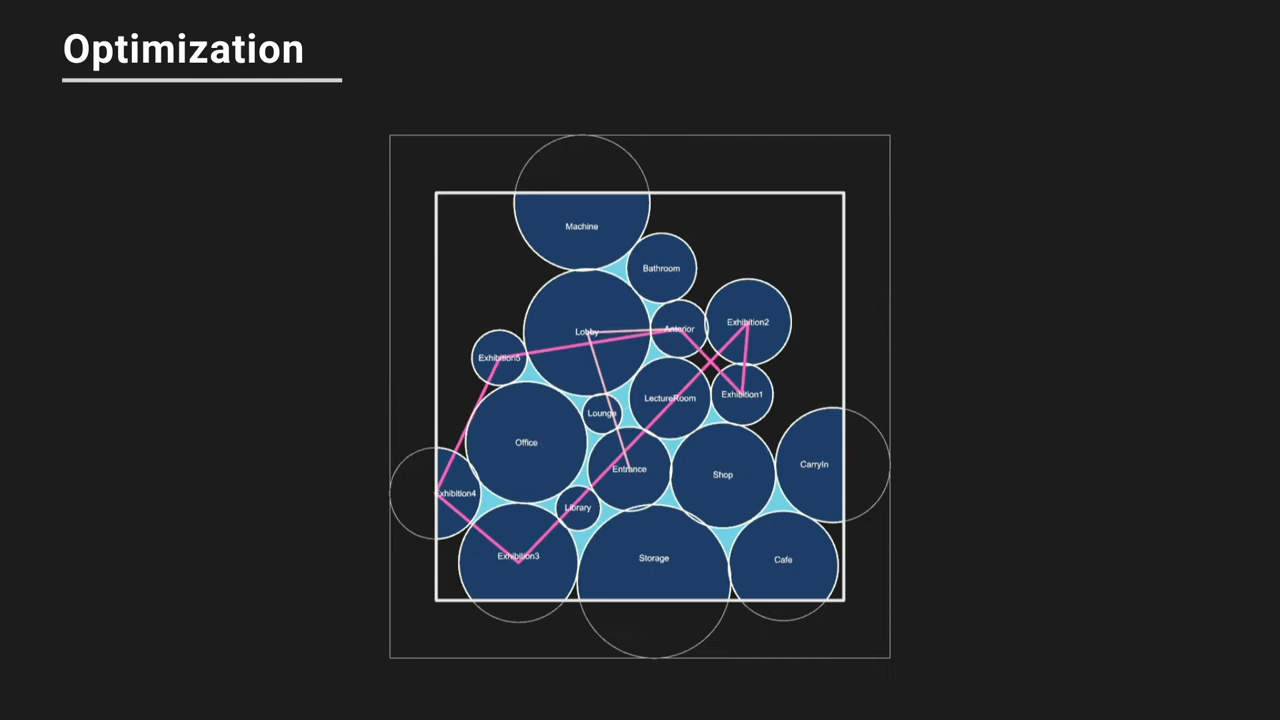 Optimization
Machine
Bathroom
Lobby
Anterior
Exhibition2
Exhibition5
LectureRoom
Exhibition1
Lounge
Office
Entrance
Shop
CarryIn
Exhibition4
Library
Exhibition3
Storage
Cafe